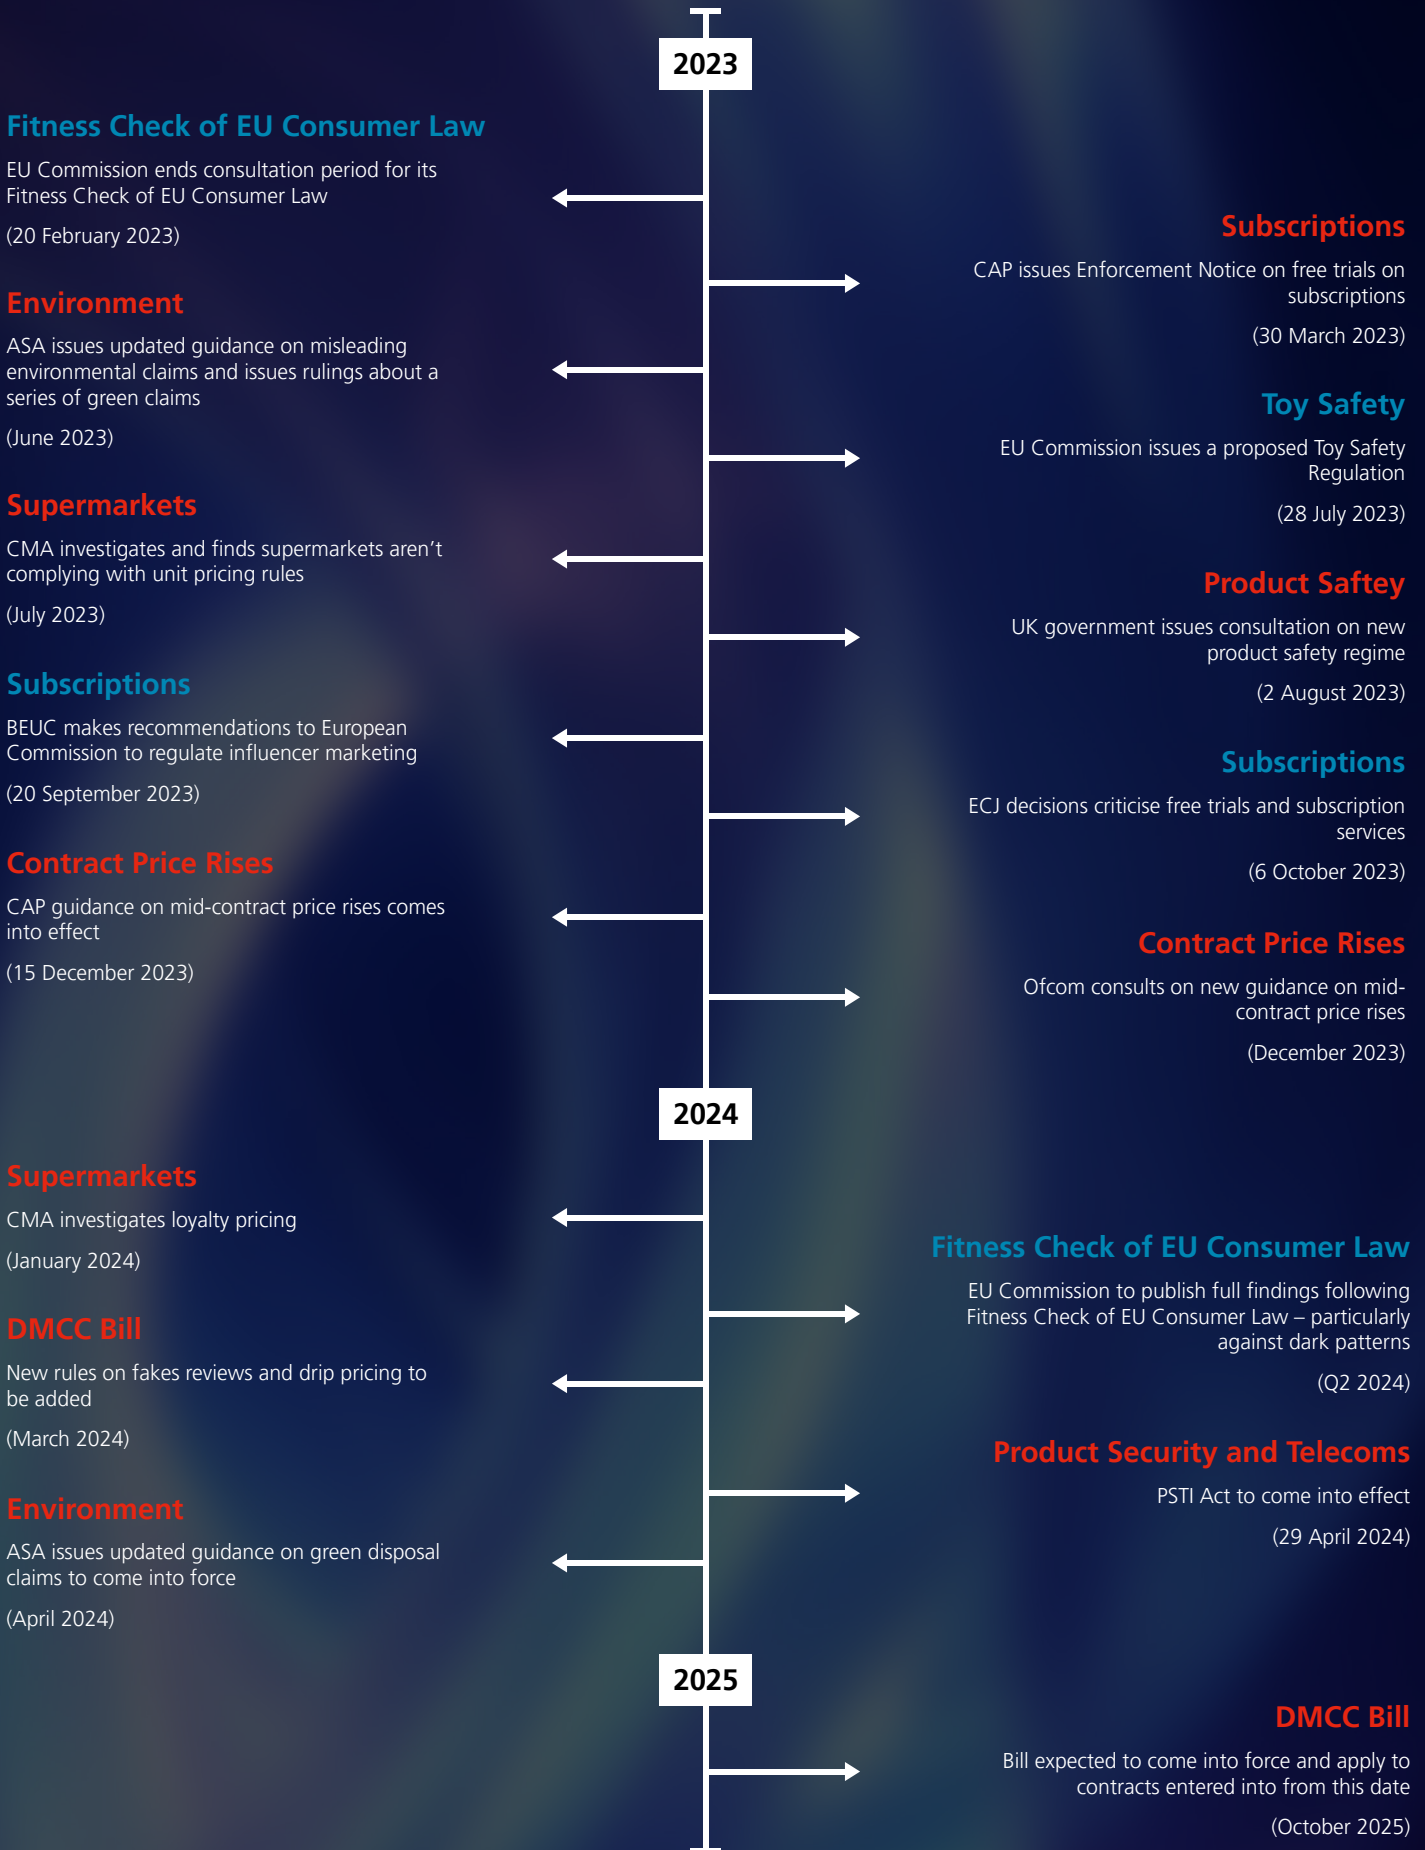 2023
Fitness Check of EU Consumer Law
EU Commission ends consultation period for its
Fitness Check of EU Consumer Law
(20 February 2023)
Subscriptions
CAP issues Enforcement Notice on free trials on
subscriptions
(30 March 2023)
Environment
ASA issues updated guidance on misleading
environmental claims and issues rulings about a
series of green claims
(June 2023)
Toy Safety
EU Commission issues a proposed Toy Safety
Regulation
(28 July 2023)
Supermarkets
CMA investigates and finds supermarkets aren't
complying with unit pricing rules
(July 2023)
Product Saftey
UK government issues consultation on new
product safety regime
(2 August 2023)
Subscriptions
BEUC makes recommendations to European
Commission to regulate influencer marketing
(20 September 2023)
Subscriptions
ECJ decisions criticise free trials and subscription
services
(6 October 2023)
Contract Price Rises
CAP guidance on mid-contract price rises comes
into effect
(15 December 2023)
Contract Price Rises
Ofcom consults on new guidance on mid-
contract price rises
(December 2023)
2024
Supermarkets
CMA investigates loyalty pricing
(January 2024)
Fitness Check of EU Consumer Law
EU Commission to publish full findings following
Fitness Check of EU Consumer Law – particularly
against dark patterns
(Q2 2024)
DMCC Bill
New rules on fakes reviews and drip pricing to
be added
(March 2024)
Product Security and Telecoms
PSTI Act to come into effect
(29 April 2024)
Environment
ASA issues updated guidance on green disposal
claims to come into force
(April 2024)
2025
DMCC Bill
Bill expected to come into force and apply to
contracts entered into from this date
(October 2025)